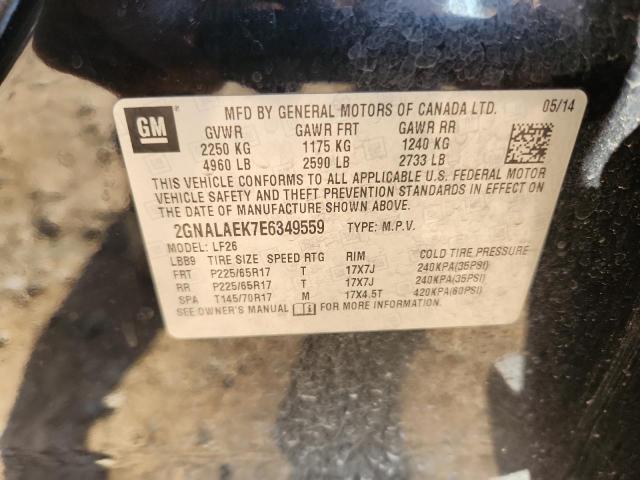 GM
MFD BY GENERAL MOTORS OF CANADA LTD. 05/14
GVWR GAWR FRT GAWR RR
2250 KG 1175 KG 1240 KG
4960 LB 2590 LB 2733 LB
THIS VEHICLE CONFORMS TO ALL APPLICABLE U.S. FEDERAL MOTOR
VEHICLE SAFETY AND THEFT PREVENTION STANDARDS IN EFFECT ON
THE DATE OF MANUFACTURE SHOWN ABOVE.
2GNALAEK7E6349559 TYPE: M.P.V.
MODEL: LF26
LBB9 TIRE SIZE SPEED RTG RIM COLD TIRE PRESSURE
FRT P225/65R17 T 17X7J 240KPA(35PSI)
RR P225/65R17 T 17X7J 240KPA(35PSI)
SPA T145/70R17 M 17X4.5T 420KPA(60PSI)
SEE OWNER'S MANUAL FOR MORE INFORMATION.